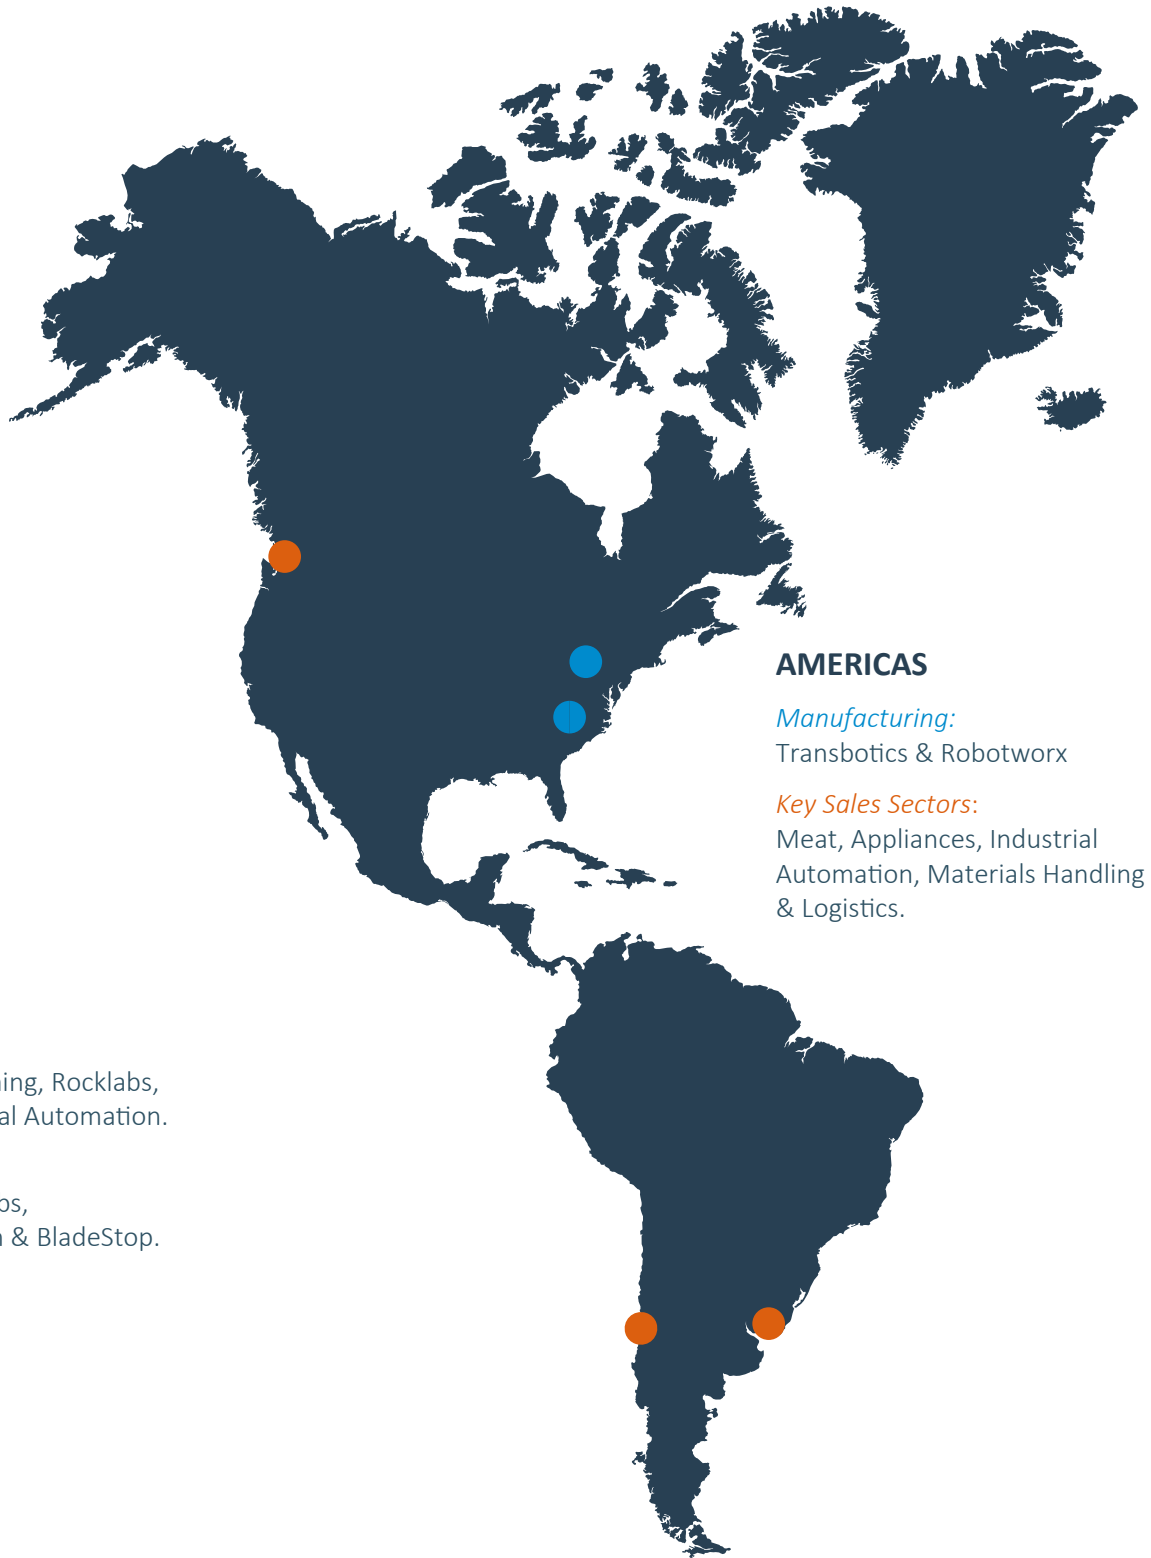 AMERICAS
Manufacturing:
Transbotics & Robotworx
Key Sales Sectors:
Meat, Appliances, Industrial
Automation, Materials Handling
& Logistics.
Rocklabs,
Automation.
& BladeStop.